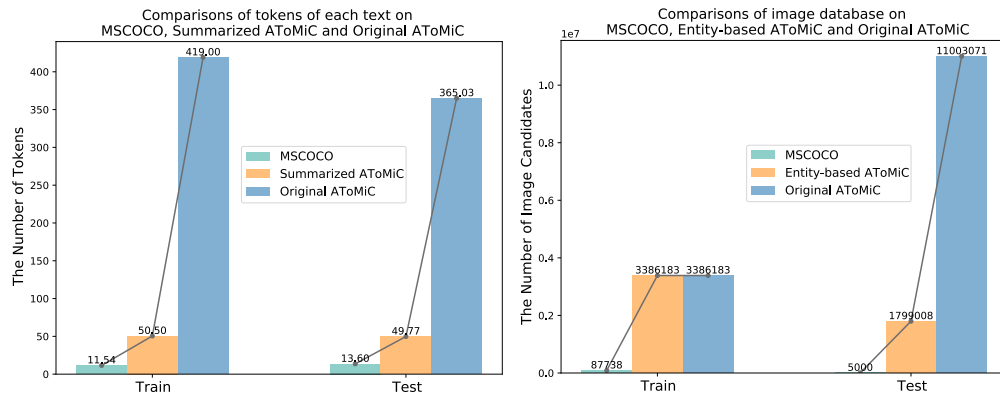 Comparisons of tokens of each text on
MSCOCO, Summarized AToMiC and Original AToMiC
The Number of Tokens
400
350
300
250
200
150
100
50
0
419.00
365.03
MSCOCO
Summarized AToMiC
Original AToMiC
50.50
49.77
11.54
13.60
Train
Test
Comparisons of image database on
MSCOCO, Entity-based AToMiC and Original AToMiC
1e7
The Number of Image Candidates
1.0
0.8
0.6
0.4
0.2
0.0
11003071
MSCOCO
Entity-based AToMiC
Original AToMiC
3386183
3386183
1799008
87738
5000
Train
Test